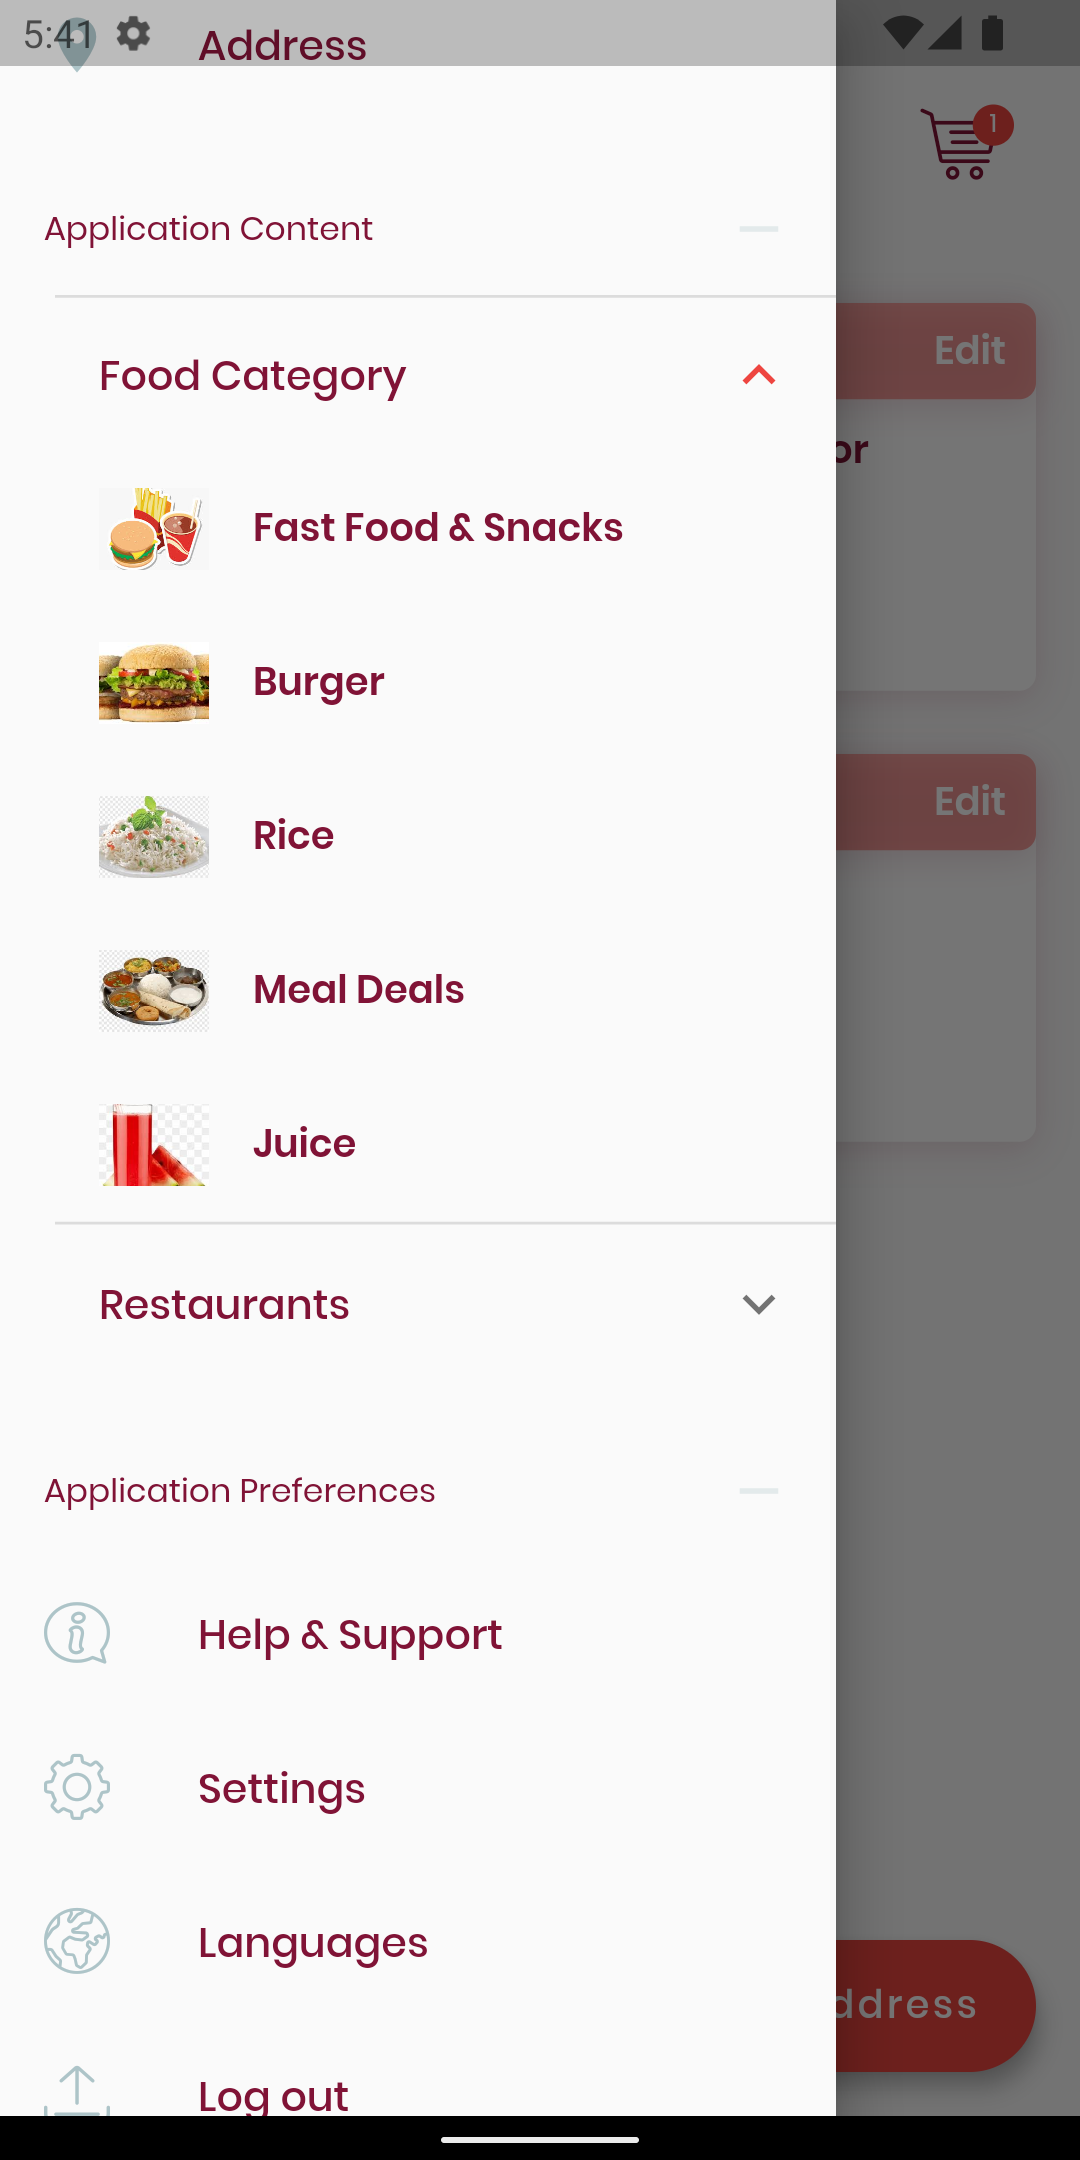 5:41
Address
1
Application Content
Food Category
Edit
or
Fast Food & Snacks
Burger
Edit
Rice
Meal Deals
Juice
Restaurants
Application Preferences
Help & Support
Settings
Languages
ddress
Log out